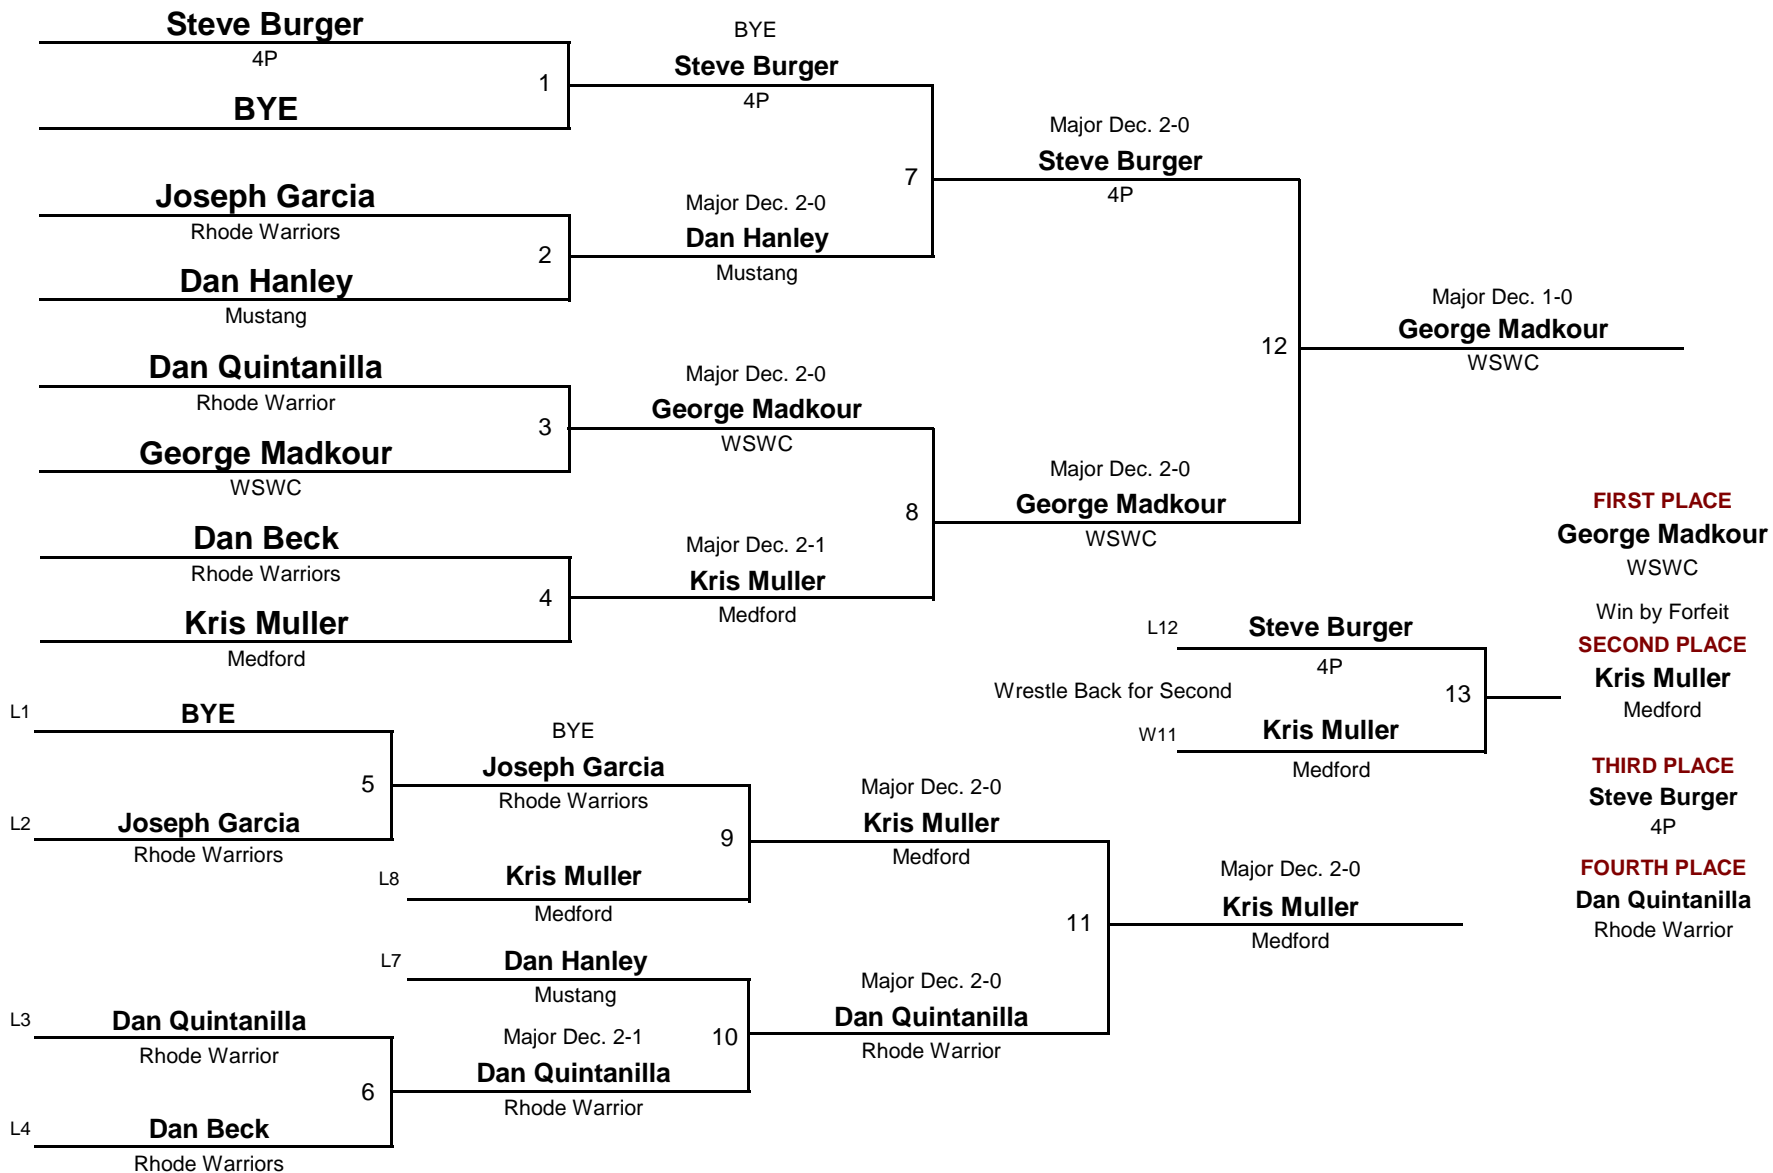 Steve Burger
4P
1
BYE
BYE
Steve Burger
4P
Joseph Garcia
Rhode Warriors
2
Dan Hanley
Mustang
Major Dec. 2-0
Dan Hanley
Mustang
7
Major Dec. 2-0
Steve Burger
4P
Dan Quintanilla
Rhode Warrior
3
George Madkour
WSWC
Major Dec. 2-0
George Madkour
WSWC
Dan Beck
Rhode Warriors
4
Kris Muller
Medford
Major Dec. 2-1
Kris Muller
Medford
8
Major Dec. 2-0
George Madkour
WSWC
12
Major Dec. 1-0
George Madkour
WSWC
L1
BYE
5
L2
Joseph Garcia
Rhode Warriors
BYE
Joseph Garcia
Rhode Warriors
9
L8
Kris Muller
Medford
Major Dec. 2-0
Kris Muller
Medford
L7
Dan Hanley
Mustang
10
L3
Dan Quintanilla
Rhode Warrior
6
L4
Dan Beck
Rhode Warriors
Major Dec. 2-1
Dan Quintanilla
Rhode Warrior
Major Dec. 2-0
Dan Quintanilla
Rhode Warrior
11
Major Dec. 2-0
Kris Muller
Medford
L12
Steve Burger
4P
Wrestle Back for Second
13
W11
Kris Muller
Medford
FIRST PLACE
George Madkour
WSWC
Win by Forfeit
SECOND PLACE
Kris Muller
Medford
THIRD PLACE
Steve Burger
4P
FOURTH PLACE
Dan Quintanilla
Rhode Warrior